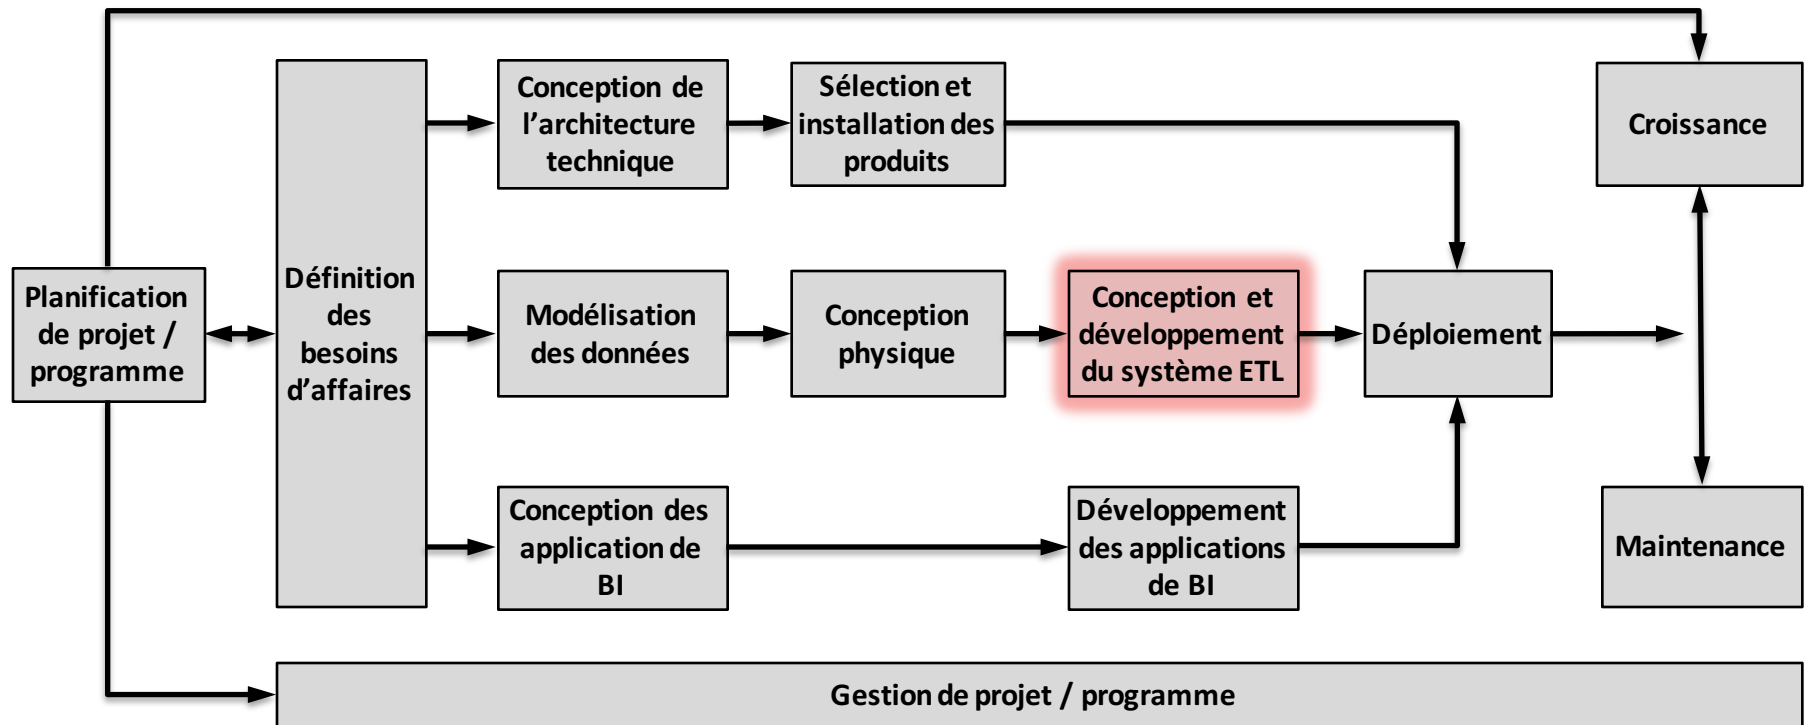 Planification
de projet /
programme
Définition
des
besoins
d’affaires
Conception de
l’architecture
technique
Sélection et
installation des
produits
Modélisation
des données
Conception
physique
Conception et
développement
du système ETL
Conception des
application de
BI
Développement
des applications
de BI
Déploiement
Croissance
Maintenance
Gestion de projet / programme